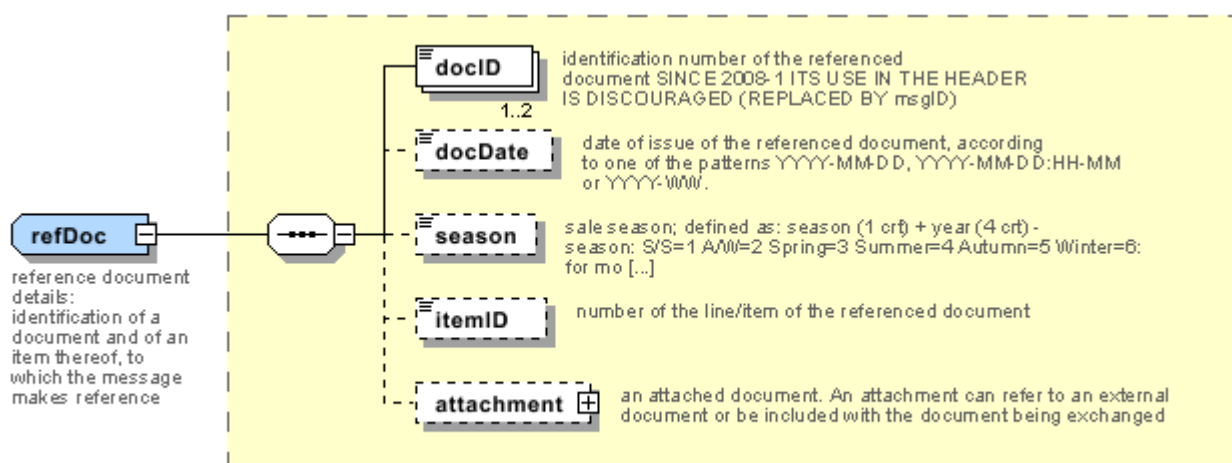 docID
1..2
identification number of the referenced
document SINCE 2008-1 ITS USE IN THE HEADER
IS DISCOURAGED (REPLACED BY msgID)
docDate
date of issue of the referenced document, according
to one of the patterns YYYY-MM-DD, YYYY-MM-DD:HH-MM
or YYYY-WW.
refDoc
reference document
details:
identification of a
document and of an
item thereof, to
which the message
makes reference
season
sale season; defined as: season (1 crt) + year (4 crt) -
season: S/S=1 A/W=2 Spring=3 Summer=4 Autumn=5 Winter=6:
for mo [...]
itemID
number of the line/item of the referenced document
attachment
an attached document. An attachment can refer to an external
document or be included with the document being exchanged